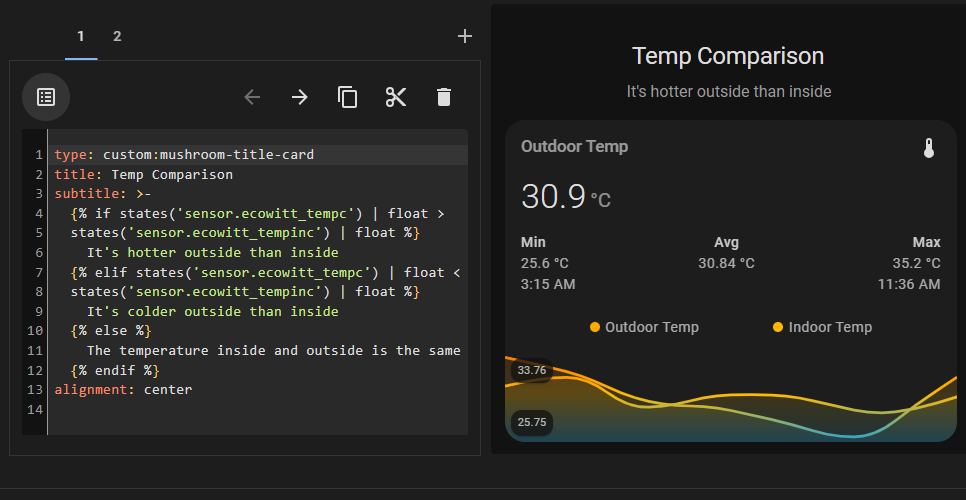 1 2
1 type: custom:mushroom-title-card
2 title: Temp Comparison
3 subtitle: >-
4 {% if states('sensor.ecowitt_tempc') | float >
5 states('sensor.ecowitt_tempinc') | float %}
6 It's hotter outside than inside
7 {% elif states('sensor.ecowitt_tempc') | float <
8 states('sensor.ecowitt_tempinc') | float %}
9 It's colder outside than inside
10 {% else %}
11 The temperature inside and outside is the same
12 {% endif %}
13 alignment: center
14
Temp Comparison
It's hotter outside than inside
Outdoor Temp
30.9 °C
Min Avg Max
25.6 °C 30.84 °C 35.2 °C
3:15 AM 11:36 AM
Outdoor Temp Indoor Temp
33.76
25.75